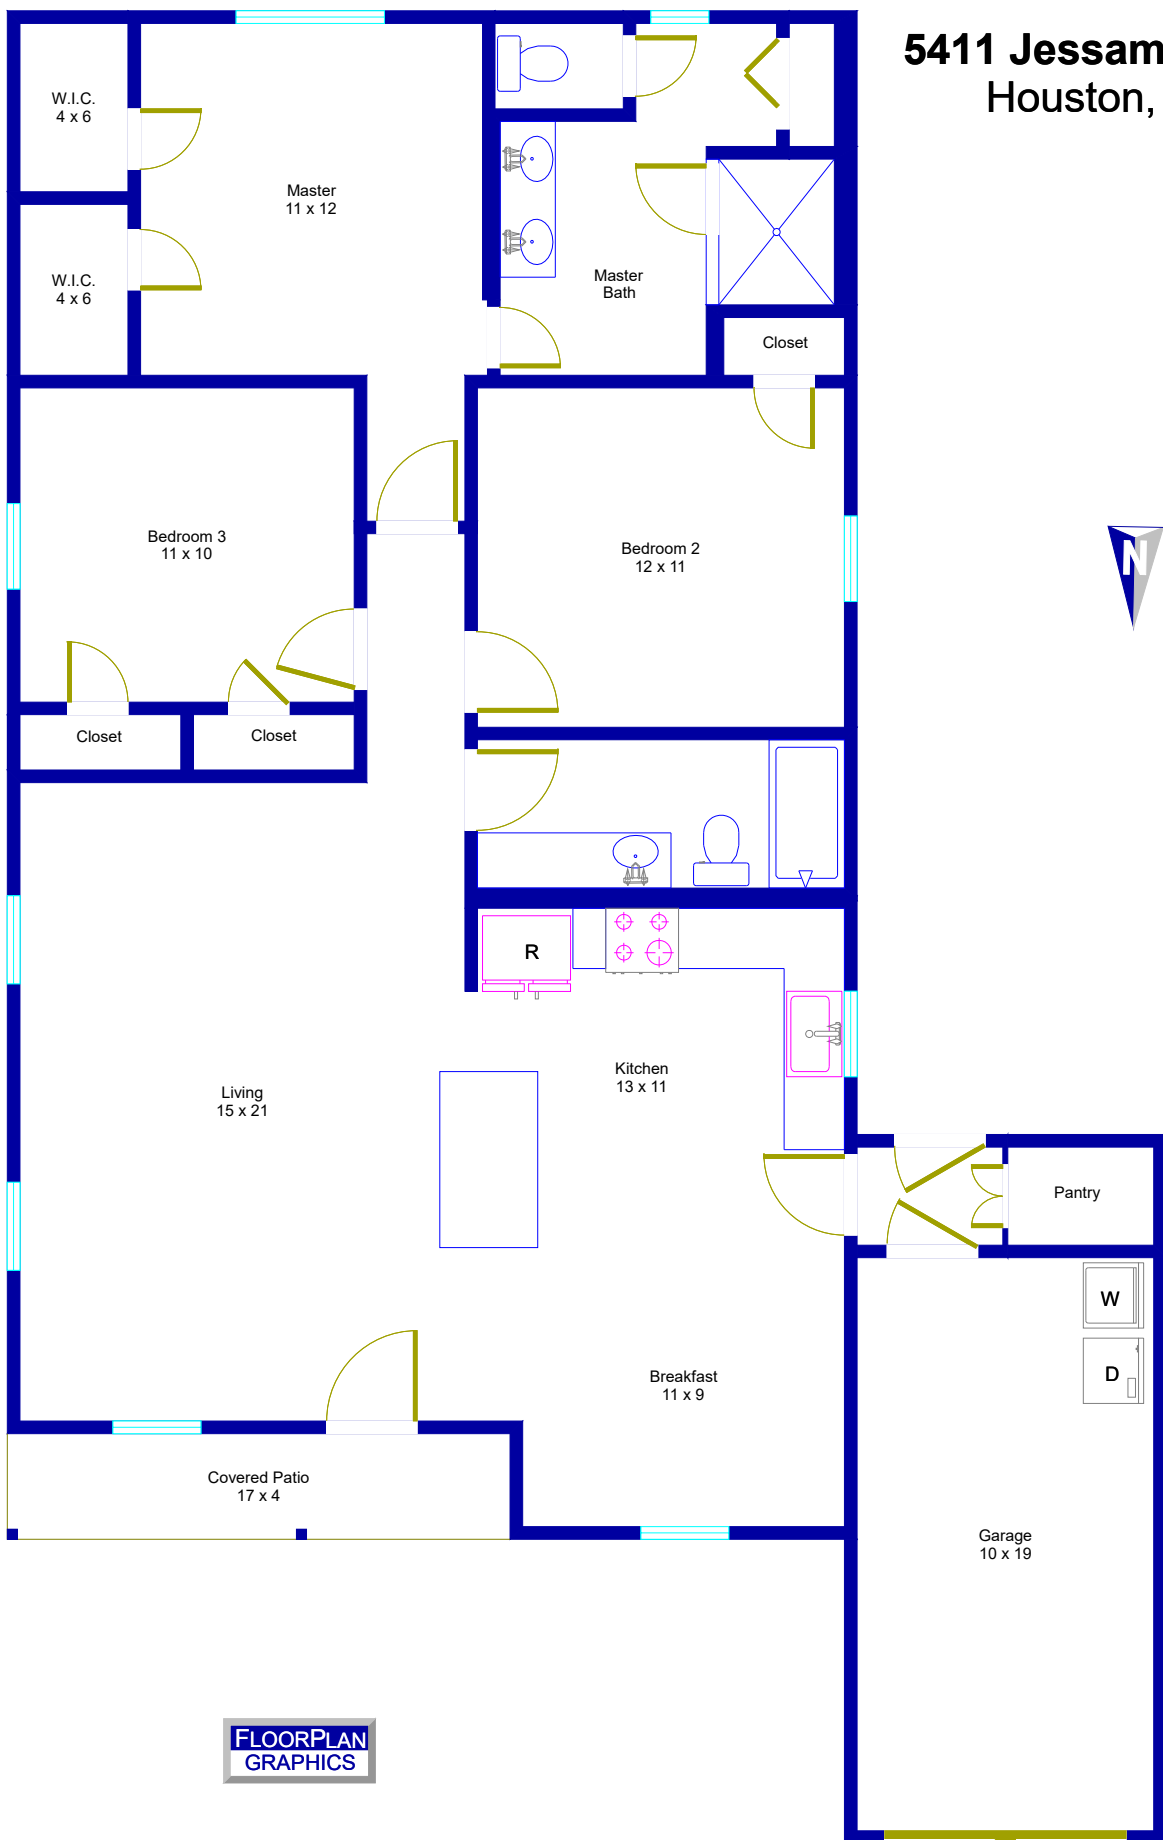 5411 Jessam
Houston,
W.I.C.
4 x 6
Master
11 x 12
W.I.C.
4 x 6
Master
Bath
Closet
Bedroom 3
11 x 10
Bedroom 2
12 x 11
N
Closet
Closet
R
Kitchen
13 x 11
Living
15 x 21
Pantry
W
D
Breakfast
11 x 9
Covered Patio
17 x 4
Garage
10 x 19
FLOORPLAN
GRAPHICS